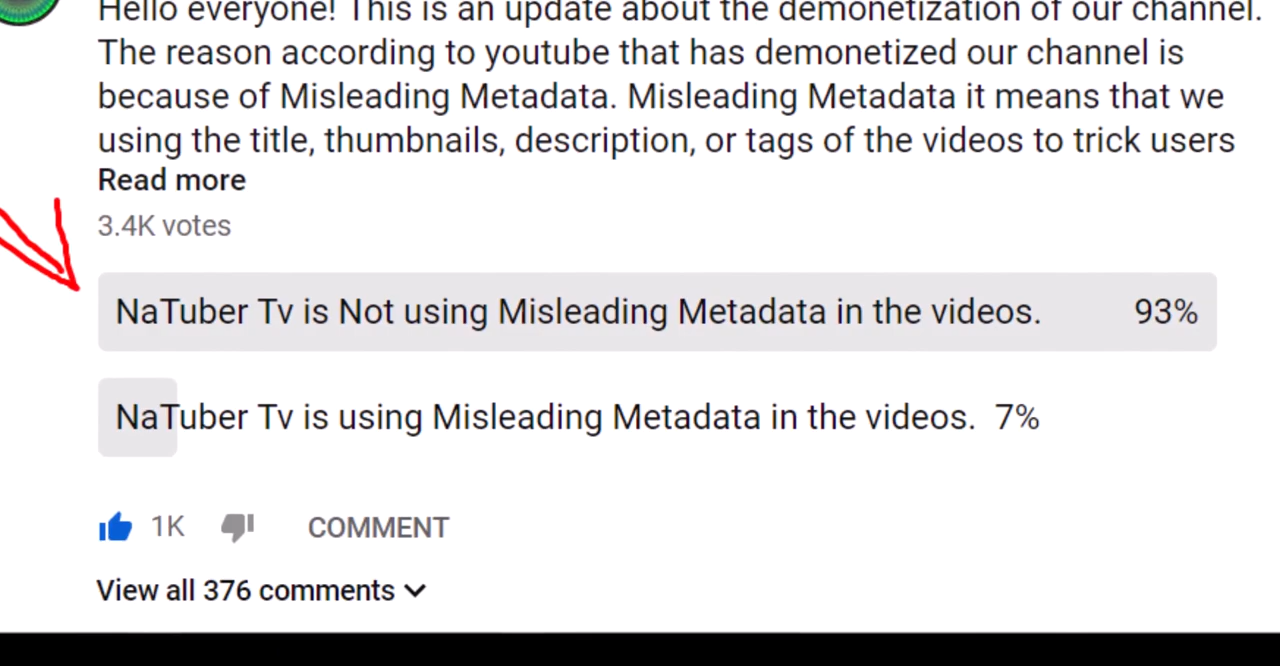 Hello everyone! This is an update about the demonetization of our channel.
The reason according to youtube that has demonetized our channel is
because of Misleading Metadata. Misleading Metadata it means that we
using the title, thumbnails, description, or tags of the videos to trick users
Read more
3.4K votes
NaTuber Tv is Not using Misleading Metadata in the videos. 93%
NaTuber Tv is using Misleading Metadata in the videos. 7%
1K COMMENT
View all 376 comments